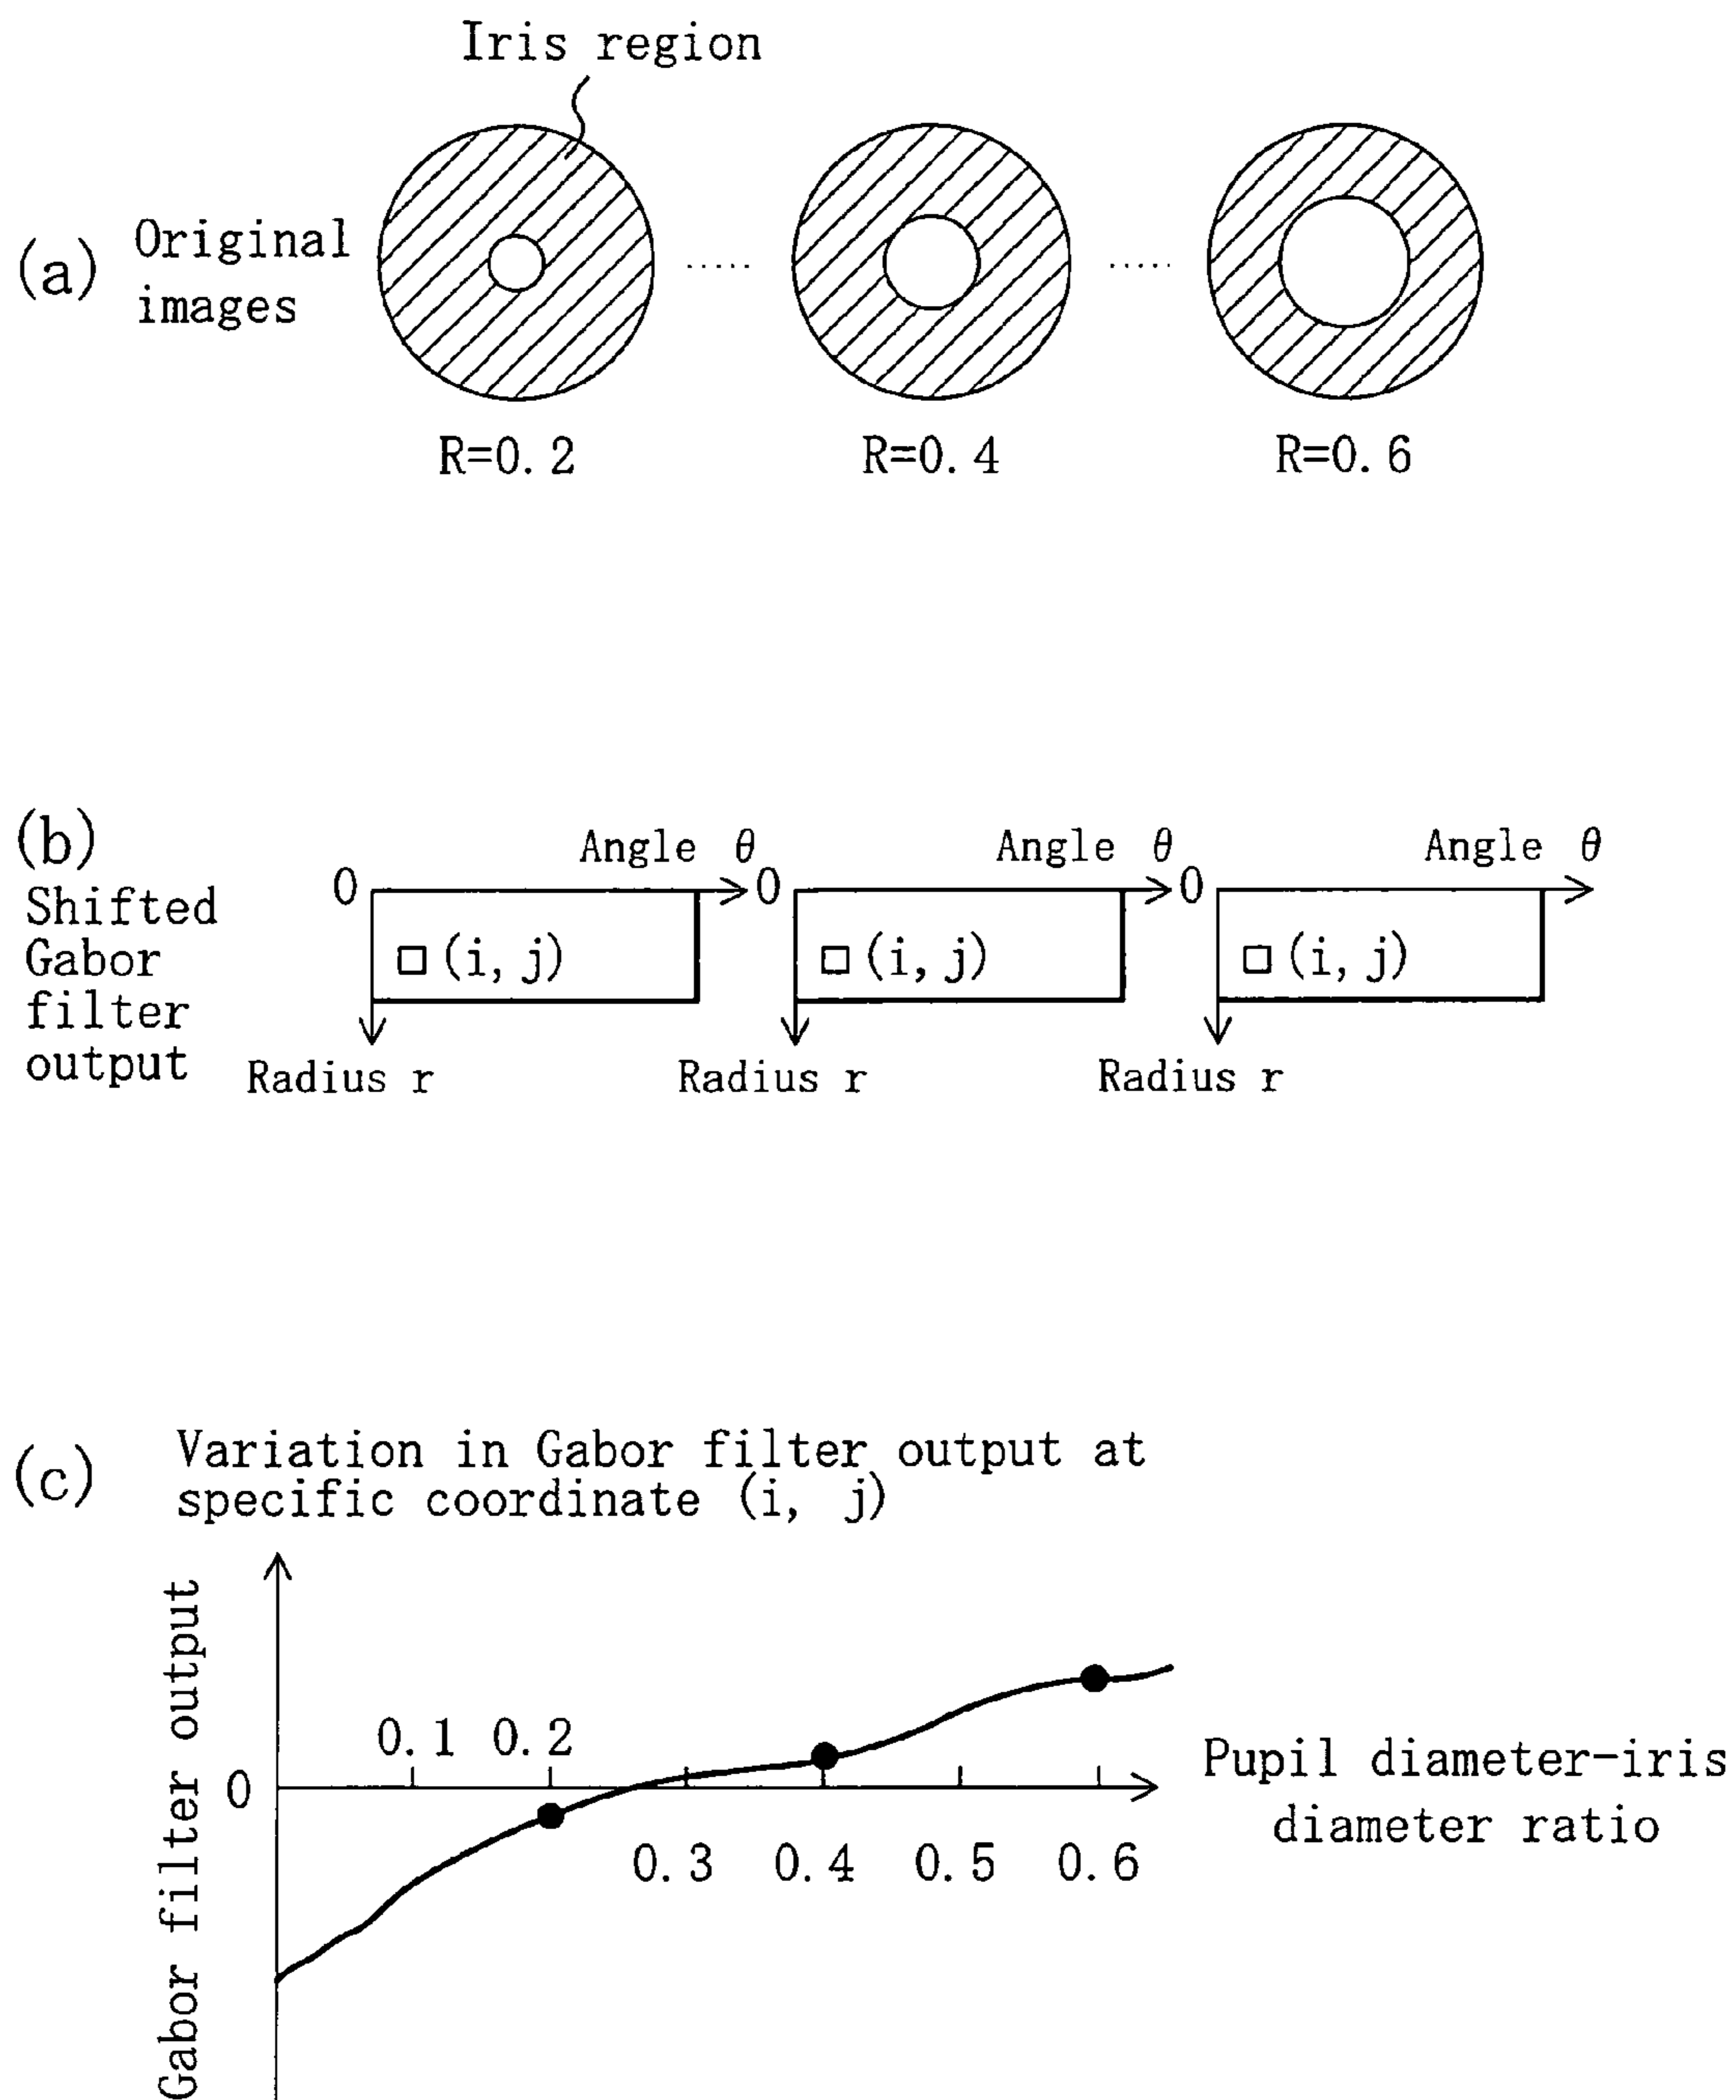 Iris region
(a) Original
images
R=0.2 R=0.4 R=0.6
(b)
Shifted
Gabor
filter
output
Angle θ Angle θ Angle θ
0 0 0
(i, j) (i, j) (i, j)
Radius r Radius r Radius r
(c) Variation in Gabor filter output at
specific coordinate (i, j)
Gabor filter output
0.1 0.2
0
0.3 0.4 0.5 0.6
Pupil diameter-iris
diameter ratio